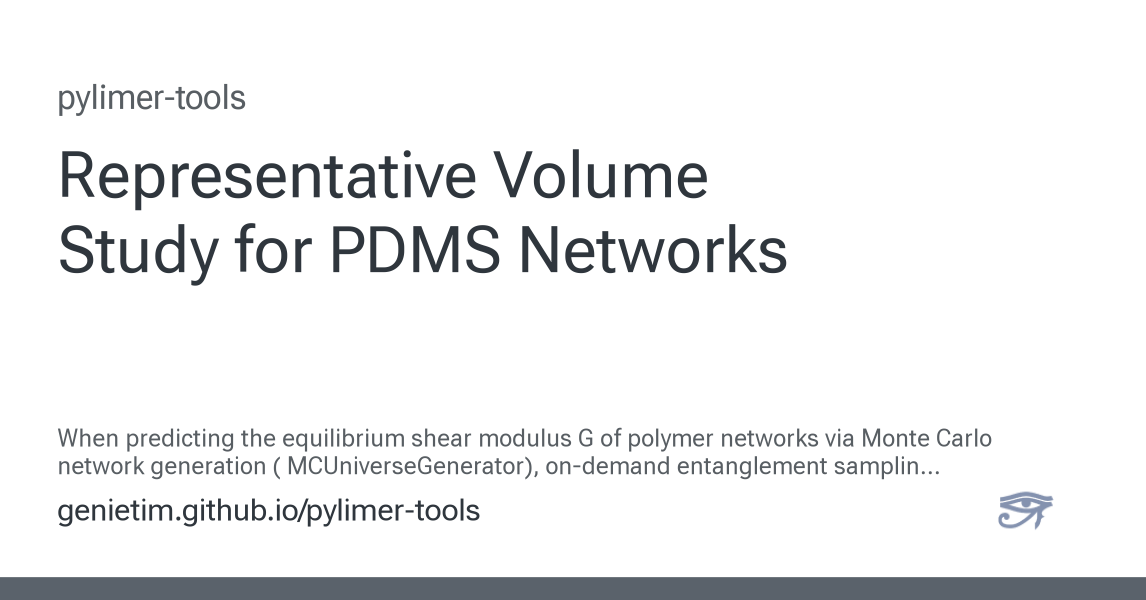 pylimer-tools
Representative Volume
Study for PDMS Networks
When predicting the equilibrium shear modulus G of polymer networks via Monte Carlo
network generation ( MCUniverseGenerator), on-demand entanglement samplin…
genietim.github.io/pylimer-tools